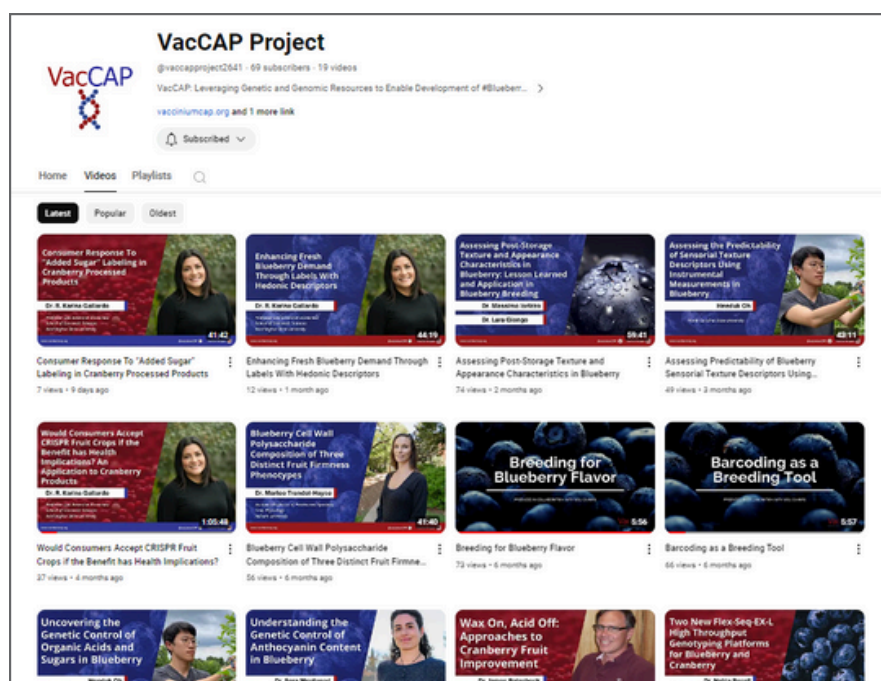 VacCAP Project
@vaccapproject2641 · 69 subscribers · 19 videos
VacCAP
VacCAP: Leveraging Genetic and Genomic Resources to Enable Development of #Blueberr...
vacciniumcap.org and 1 more link
Subscribed
Home Videos Playlists
Latest Popular Oldest
Consumer Response To
"Added Sugar" Labeling in
Cranberry Processed
Products
Dr. R. Karina Gallardo
41:42
Consumer Response To "Added Sugar"
Labeling in Cranberry Processed Products
7 views · 9 days ago
Enhancing Fresh
Blueberry Demand
Through Labels With
Hedonic Descriptors
Dr. R. Karina Gallardo
44:19
Enhancing Fresh Blueberry Demand Through
Labels With Hedonic Descriptors
12 views · 1 month ago
Assessing Post-Storage
Texture and Appearance
Characteristics in
Blueberry: Lesson Learned
and Application in
Blueberry Breeding
Dr. Massimo Iorizzo
Dr. Lara Giongo
59:41
Assessing Post-Storage Texture and
Appearance Characteristics in Blueberry
74 views · 2 months ago
Assessing the Predictability
of Sensorial Texture
Descriptors Using
Instrumental
Measurements in
Blueberry
Heeduk Oh
43:11
Assessing Predictability of Blueberry
Sensorial Texture Descriptors Using...
49 views · 3 months ago
Would Consumers Accept
CRISPR Fruit Crops if the
Benefit has Health
Implications? An
Application to Cranberry
Products
Dr. R. Karina Gallardo
1:05:48
Would Consumers Accept CRISPR Fruit
Crops if the Benefit has Health Implications?
37 views · 4 months ago
Blueberry Cell Wall
Polysaccharide
Composition of Three
Distinct Fruit Firmness
Phenotypes
41:40
Blueberry Cell Wall Polysaccharide
Composition of Three Distinct Fruit Firmne...
56 views · 6 months ago
Breeding for
Blueberry Flavor
5:56
Breeding for Blueberry Flavor
73 views · 6 months ago
Barcoding as a
Breeding Tool
5:57
Barcoding as a Breeding Tool
66 views · 6 months ago
Uncovering the
Genetic Control of
Organic Acids and
Sugars in Blueberry
Heeduk Oh
Understanding the
Genetic Control of
Anthocyanin Content
in Blueberry
Wax On, Acid Off:
Approaches to
Cranberry Fruit
Improvement
Two New Flex-Seq-EX-L
High Throughput
Genotyping Platforms
for Blueberry and
Cranberry